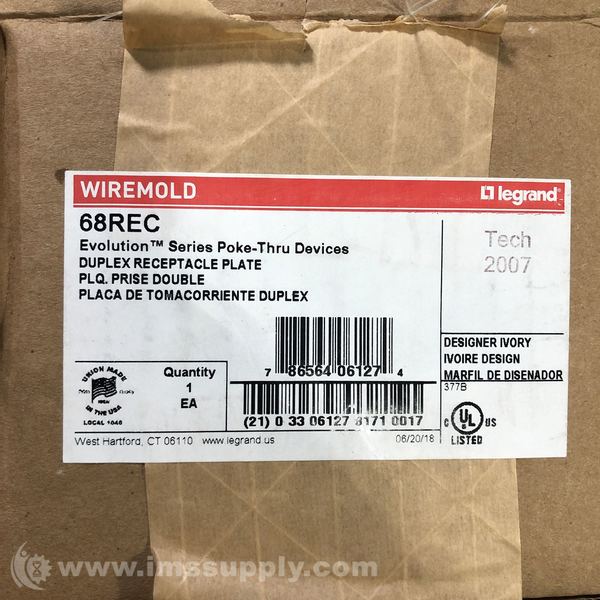 WIREMOLD
legrand
68REC
Evolution™ Series Poke-Thru Devices
DUPLEX RECEPTACLE PLATE
PLQ. PRISE DOUBLE
PLACA DE TOMACORRIENTE DUPLEX
Tech
2007
7 86564 06127 4
DESIGNER IVORY
IVOIRE DESIGN
MARFIL DE DISENADOR
377B
UNION MADE
IBEW
IN THE USA
LOCAL 1040
Quantity
1
EA
(21) 0 33 06127 8171 0017
c UL US
LISTED
West Hartford, CT 06110 www.legrand.us
06/20/18
www.imssupply.com